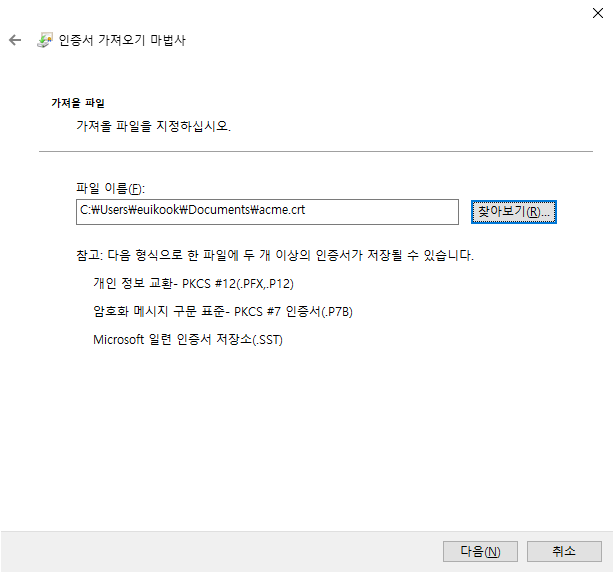 인증서 가져오기 마법사
가져올 파일
가져올 파일을 지정하십시오.
파일 이름(F):
C:₩Users₩euikook₩Documents₩acme.crt
찾아보기(R)...
참고: 다음 형식으로 한 파일에 두 개 이상의 인증서가 저장될 수 있습니다.
개인 정보 교환- PKCS #12(.PFX,.P12)
암호화 메시지 구문 표준- PKCS #7 인증서(.P7B)
Microsoft 일련 인증서 저장소(.SST)
다음(N)
취소